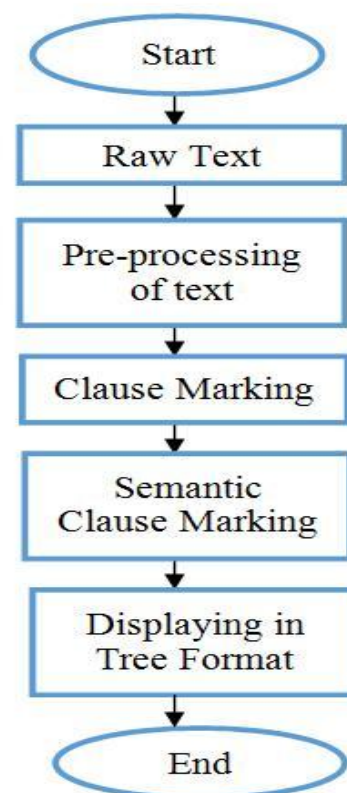 Start
Raw Text
Pre-processing
of text
Clause Marking
Semantic
Clause Marking
Displaying in
Tree Format
End